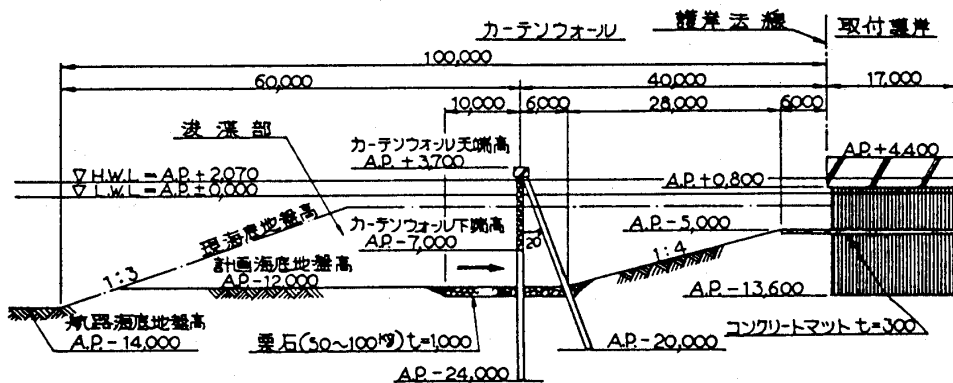 カーテンウォール
護岸法線
取付護岸
100,000
60,000
40,000
17,000
10,000
6,000
28,000
6000
浚渫部
カーテンウォール天端高
A.P. + 3,700
A.P. + 4,400
▽ H.W.L = A.P. + 2,070
▽ L.W.L = A.P. ± 0,000
A.P. + 0,800
現海底地盤高
カーテンウォール下端高
A.P. - 7,000
20°
A.P. - 5,000
1:3
1:4
計画海底地盤高
A.P. - 12,000
A.P. - 13,600
航路海底地盤高
A.P. - 14,000
栗石(50~100kg) t=1,000
A.P. - 20,000
コンクリートマット t=300
A.P. - 24,000